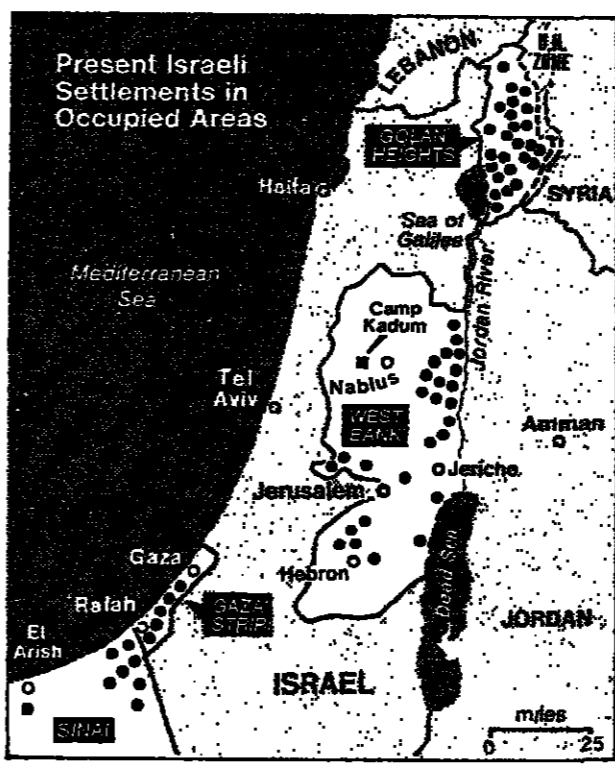 Present Israeli
Settlements in
Occupied Areas
LEBANON
U.N.
ZONE
GOLAN
HEIGHTS
Haifa
SYRIA
Sea of
Galilee
Mediterranean
Sea
Jordan River
Camp
Kadum
Nablus
Tel
Aviv
WEST
BANK
Amman
Jericho
Jerusalem
Gaza
Hebron
Dead Sea
Rafah
GAZA
STRIP
JORDAN
El
Arish
ISRAEL
SINAI
miles
0 25